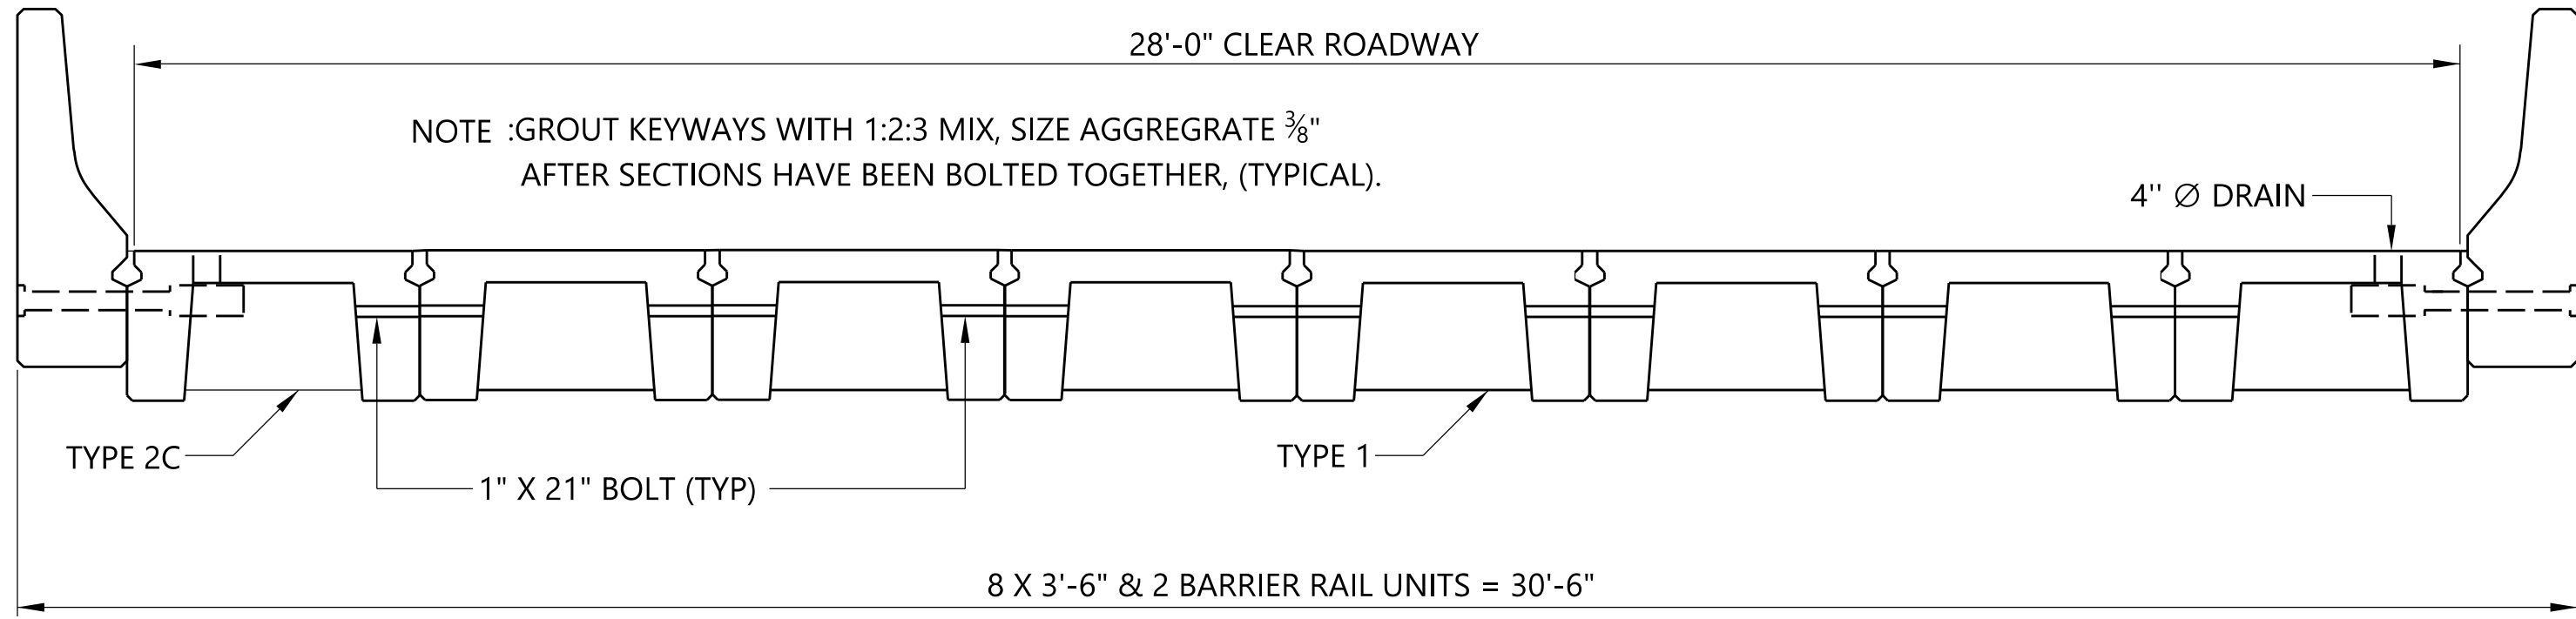 28'-0" CLEAR ROADWAY
NOTE :GROUT KEYWAYS WITH 1:2:3 MIX, SIZE AGGREGRATE ⅜"
AFTER SECTIONS HAVE BEEN BOLTED TOGETHER, (TYPICAL).
4'' Ø DRAIN
TYPE 2C
TYPE 1
1" X 21" BOLT (TYP)
8 X 3'-6" & 2 BARRIER RAIL UNITS = 30'-6"